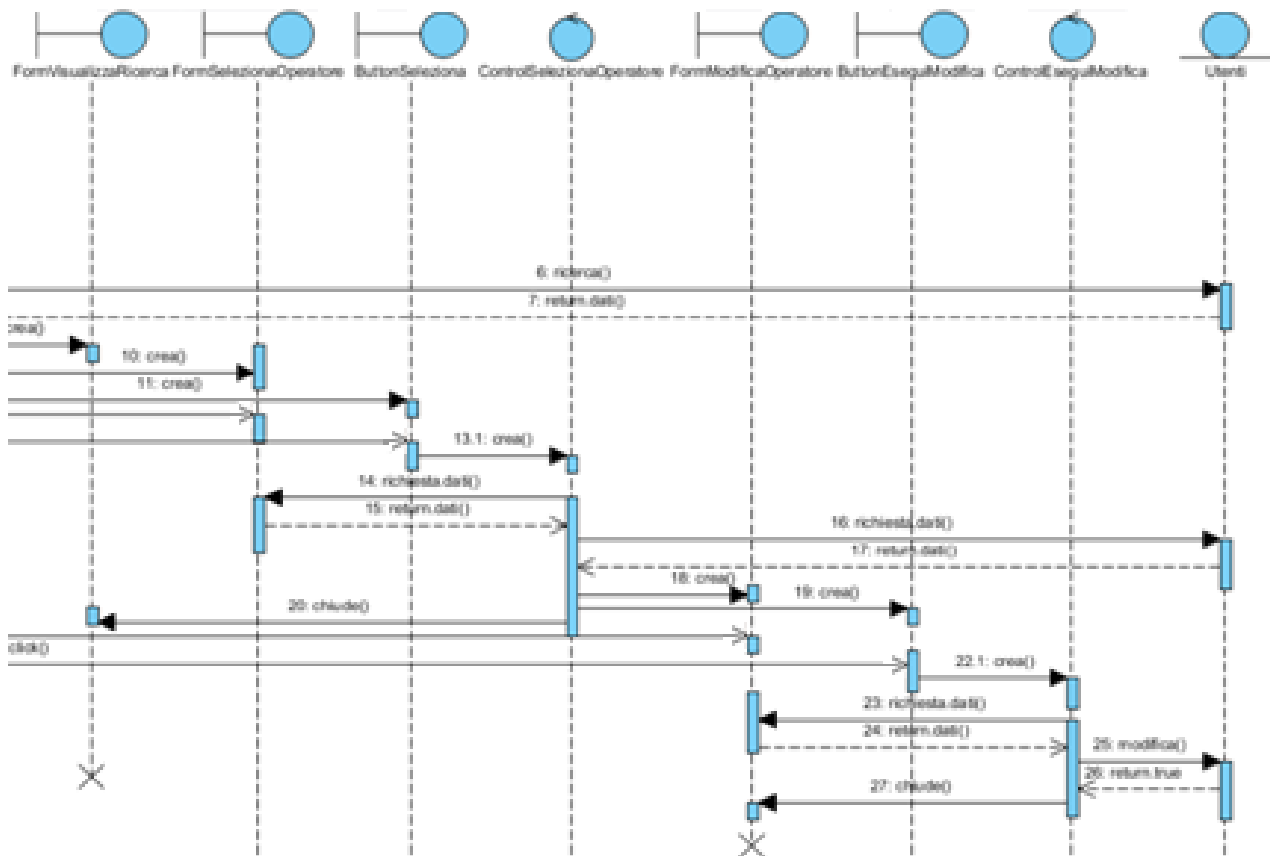 FormVisualizzaRicerca
FormSelezionaOperatore
ButtonSeleziona
ControlSelezionaOperatore
FormModificaOperatore
ButtonEseguiModifica
ControlEseguiModifica
Utenti
6: ricerca()
7: return.dati()
crea()
10: crea()
11: crea()
13.1: crea()
14: richiesta.dati()
15: return.dati()
16: richiesta.dati()
17: return.dati()
18: crea()
19: crea()
20: chiude()
click()
22.1: crea()
23: richiesta.dati()
24: return.dati()
25: modifica()
26: return.true
27: chiude()